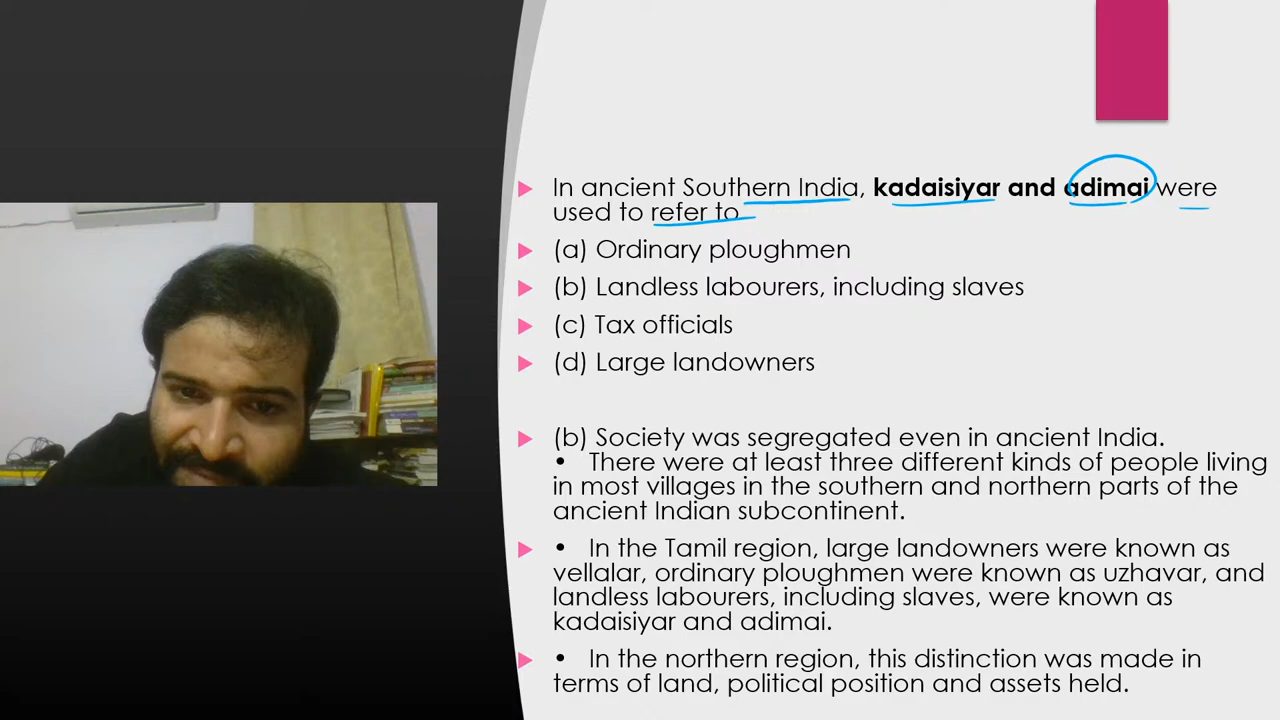 In ancient Southern India, kadaisiyar and adimai were
used to refer to
(a) Ordinary ploughmen
(b) Landless labourers, including slaves
(c) Tax officials
(d) Large landowners
(b) Society was segregated even in ancient India.
• There were at least three different kinds of people living
in most villages in the southern and northern parts of the
ancient Indian subcontinent.
• In the Tamil region, large landowners were known as
vellalar, ordinary ploughmen were known as uzhavar, and
landless labourers, including slaves, were known as
kadaisiyar and adimai.
• In the northern region, this distinction was made in
terms of land, political position and assets held.